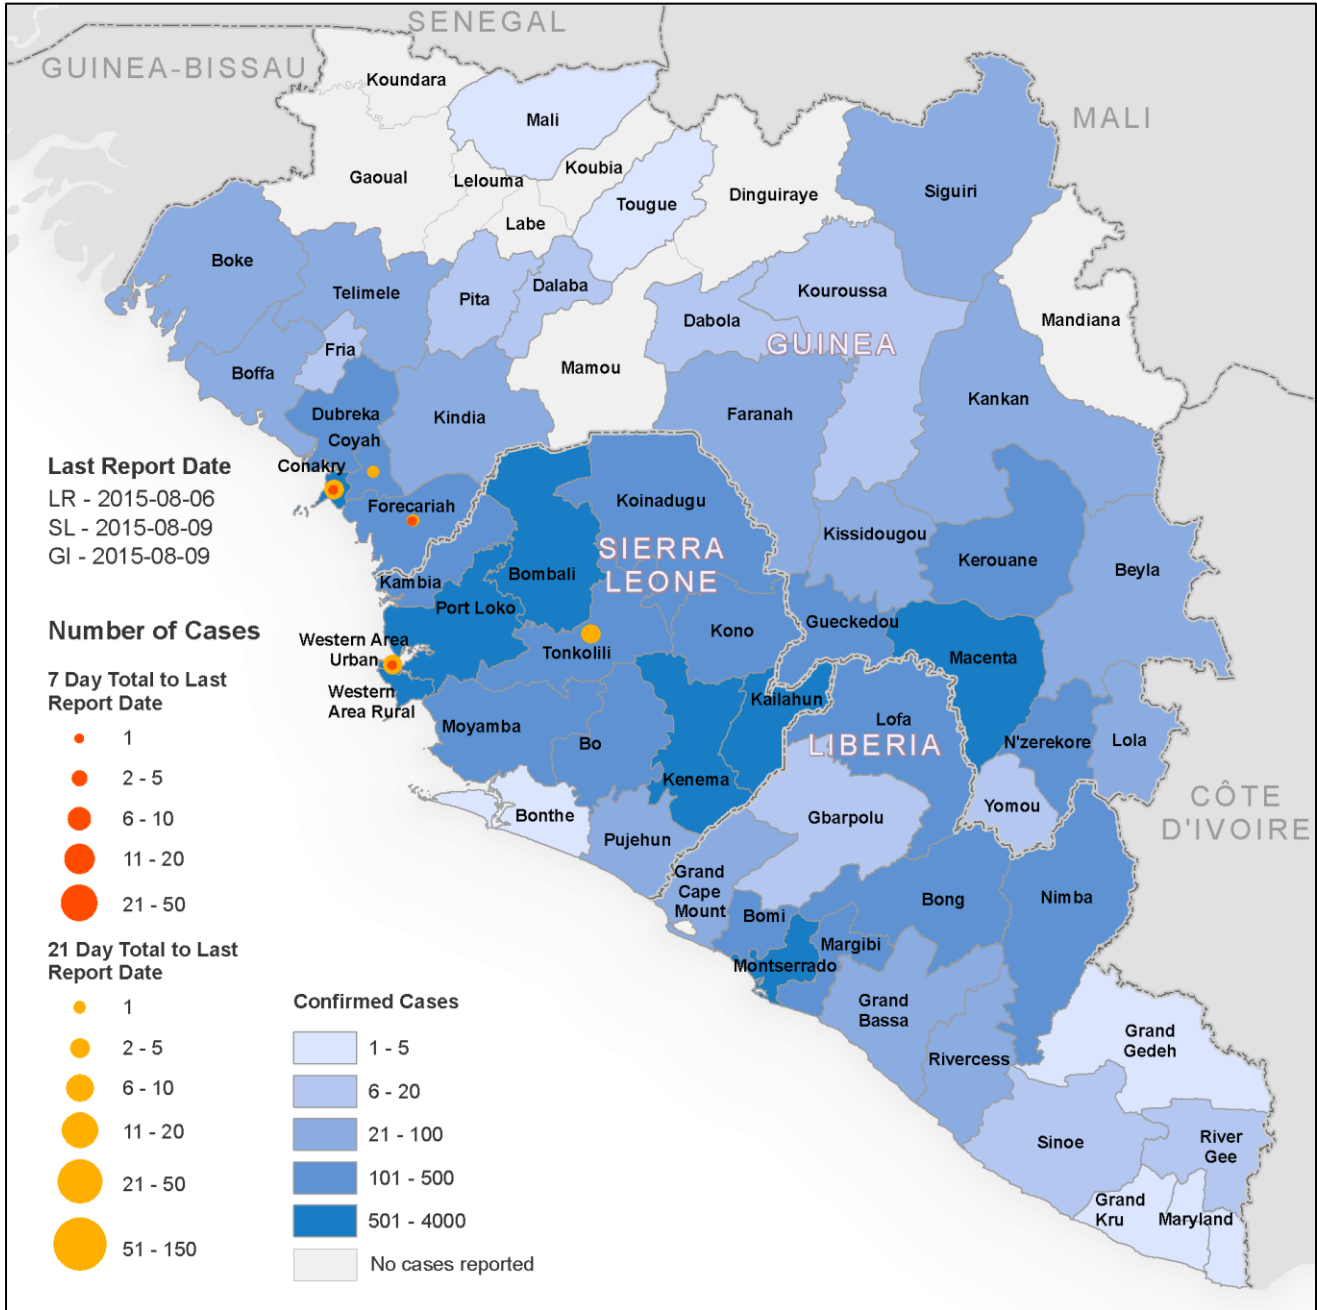 SENEGAL
GUINEA-BISSAU
MALI
Koundara
Mali
Gaoual
Lelouma
Koubia
Labe
Tougue
Dinguiraye
Siguiri
Boke
Telimele
Pita
Dalaba
Kouroussa
Dabola
GUINEA
Mandiana
Fria
Boffa
Mamou
Dubreka
Kindia
Faranah
Kankan
Coyah
Conakry
Forecariah
Last Report Date
LR - 2015-08-06
SL - 2015-08-09
GI - 2015-08-09
Koinadugu
SIERRA
LEONE
Kissidougou
Kerouane
Beyla
Kambia
Bombali
Port Loko
Kono
Gueckedou
Macenta
Western Area
Urban
Tonkolili
Western
Area Rural
Kailahun
Moyamba
Bo
Lofa
LIBERIA
N'zerekore
Lola
Kenema
Bonthe
Gbarpolu
Yomou
CÔTE
D'IVOIRE
Pujehun
Grand
Cape
Mount
Bong
Nimba
Bomi
Margibi
Montserrado
Grand
Bassa
Rivercess
Grand
Gedeh
Sinoe
River
Gee
Grand
Kru
Maryland
Number of Cases
7 Day Total to Last
Report Date
1
2 - 5
6 - 10
11 - 20
21 - 50
21 Day Total to Last
Report Date
1
2 - 5
6 - 10
11 - 20
21 - 50
51 - 150
Confirmed Cases
1 - 5
6 - 20
21 - 100
101 - 500
501 - 4000
No cases reported